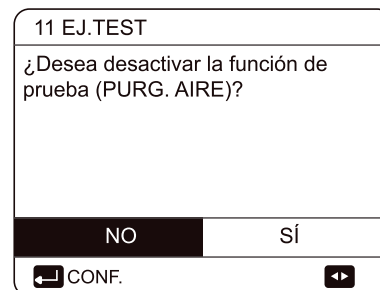 11 EJ.TEST
¿Desea desactivar la función de
prueba (PURG. AIRE)?
NO SÍ
CONF.